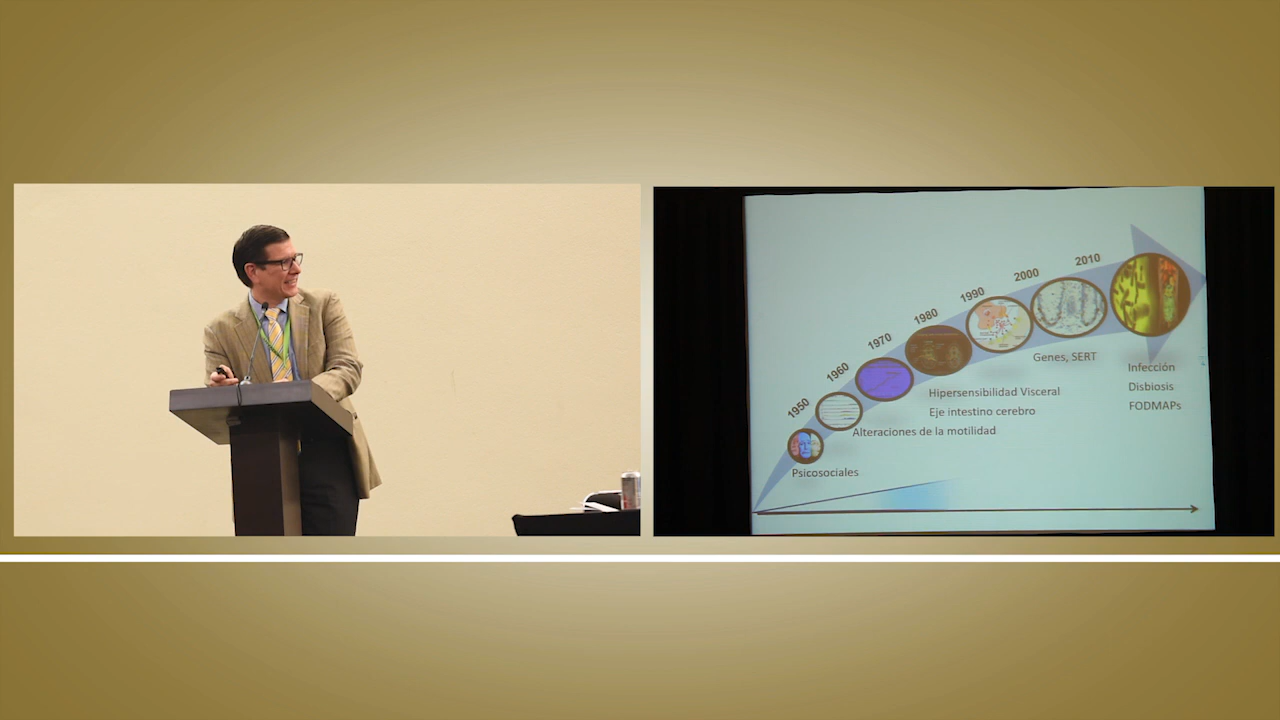 1950
1960
1970
1980
1990
2000
2010
Genes, SERT
Infección
Disbiosis
FODMAPs
Hipersensibilidad Visceral
Eje intestino cerebro
Alteraciones de la motilidad
Psicosociales